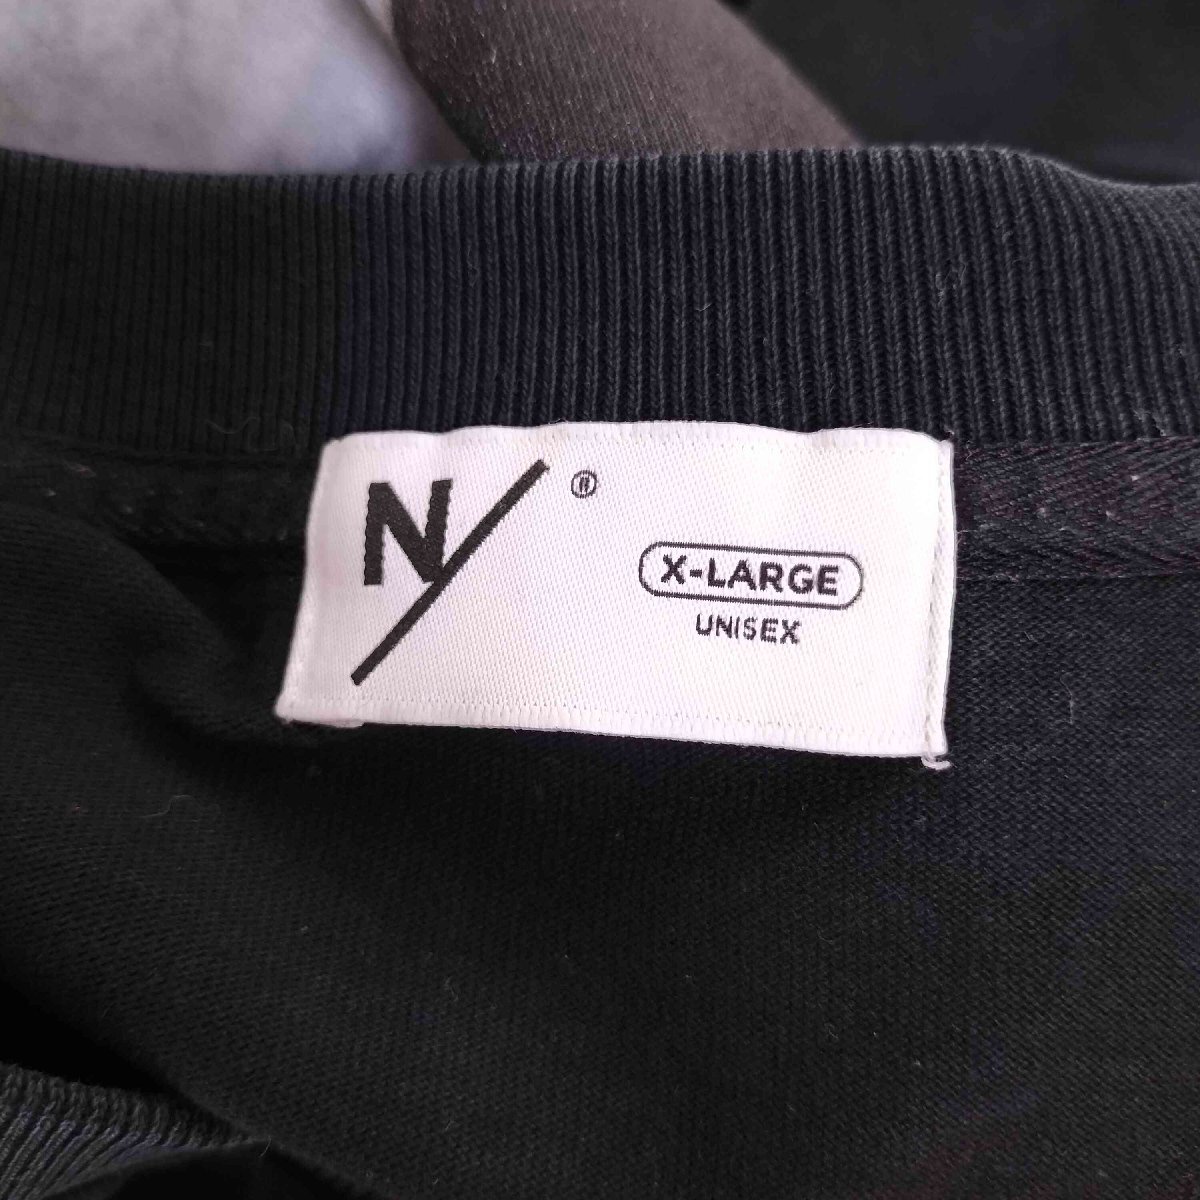 N/ ®
X-LARGE
UNISEX